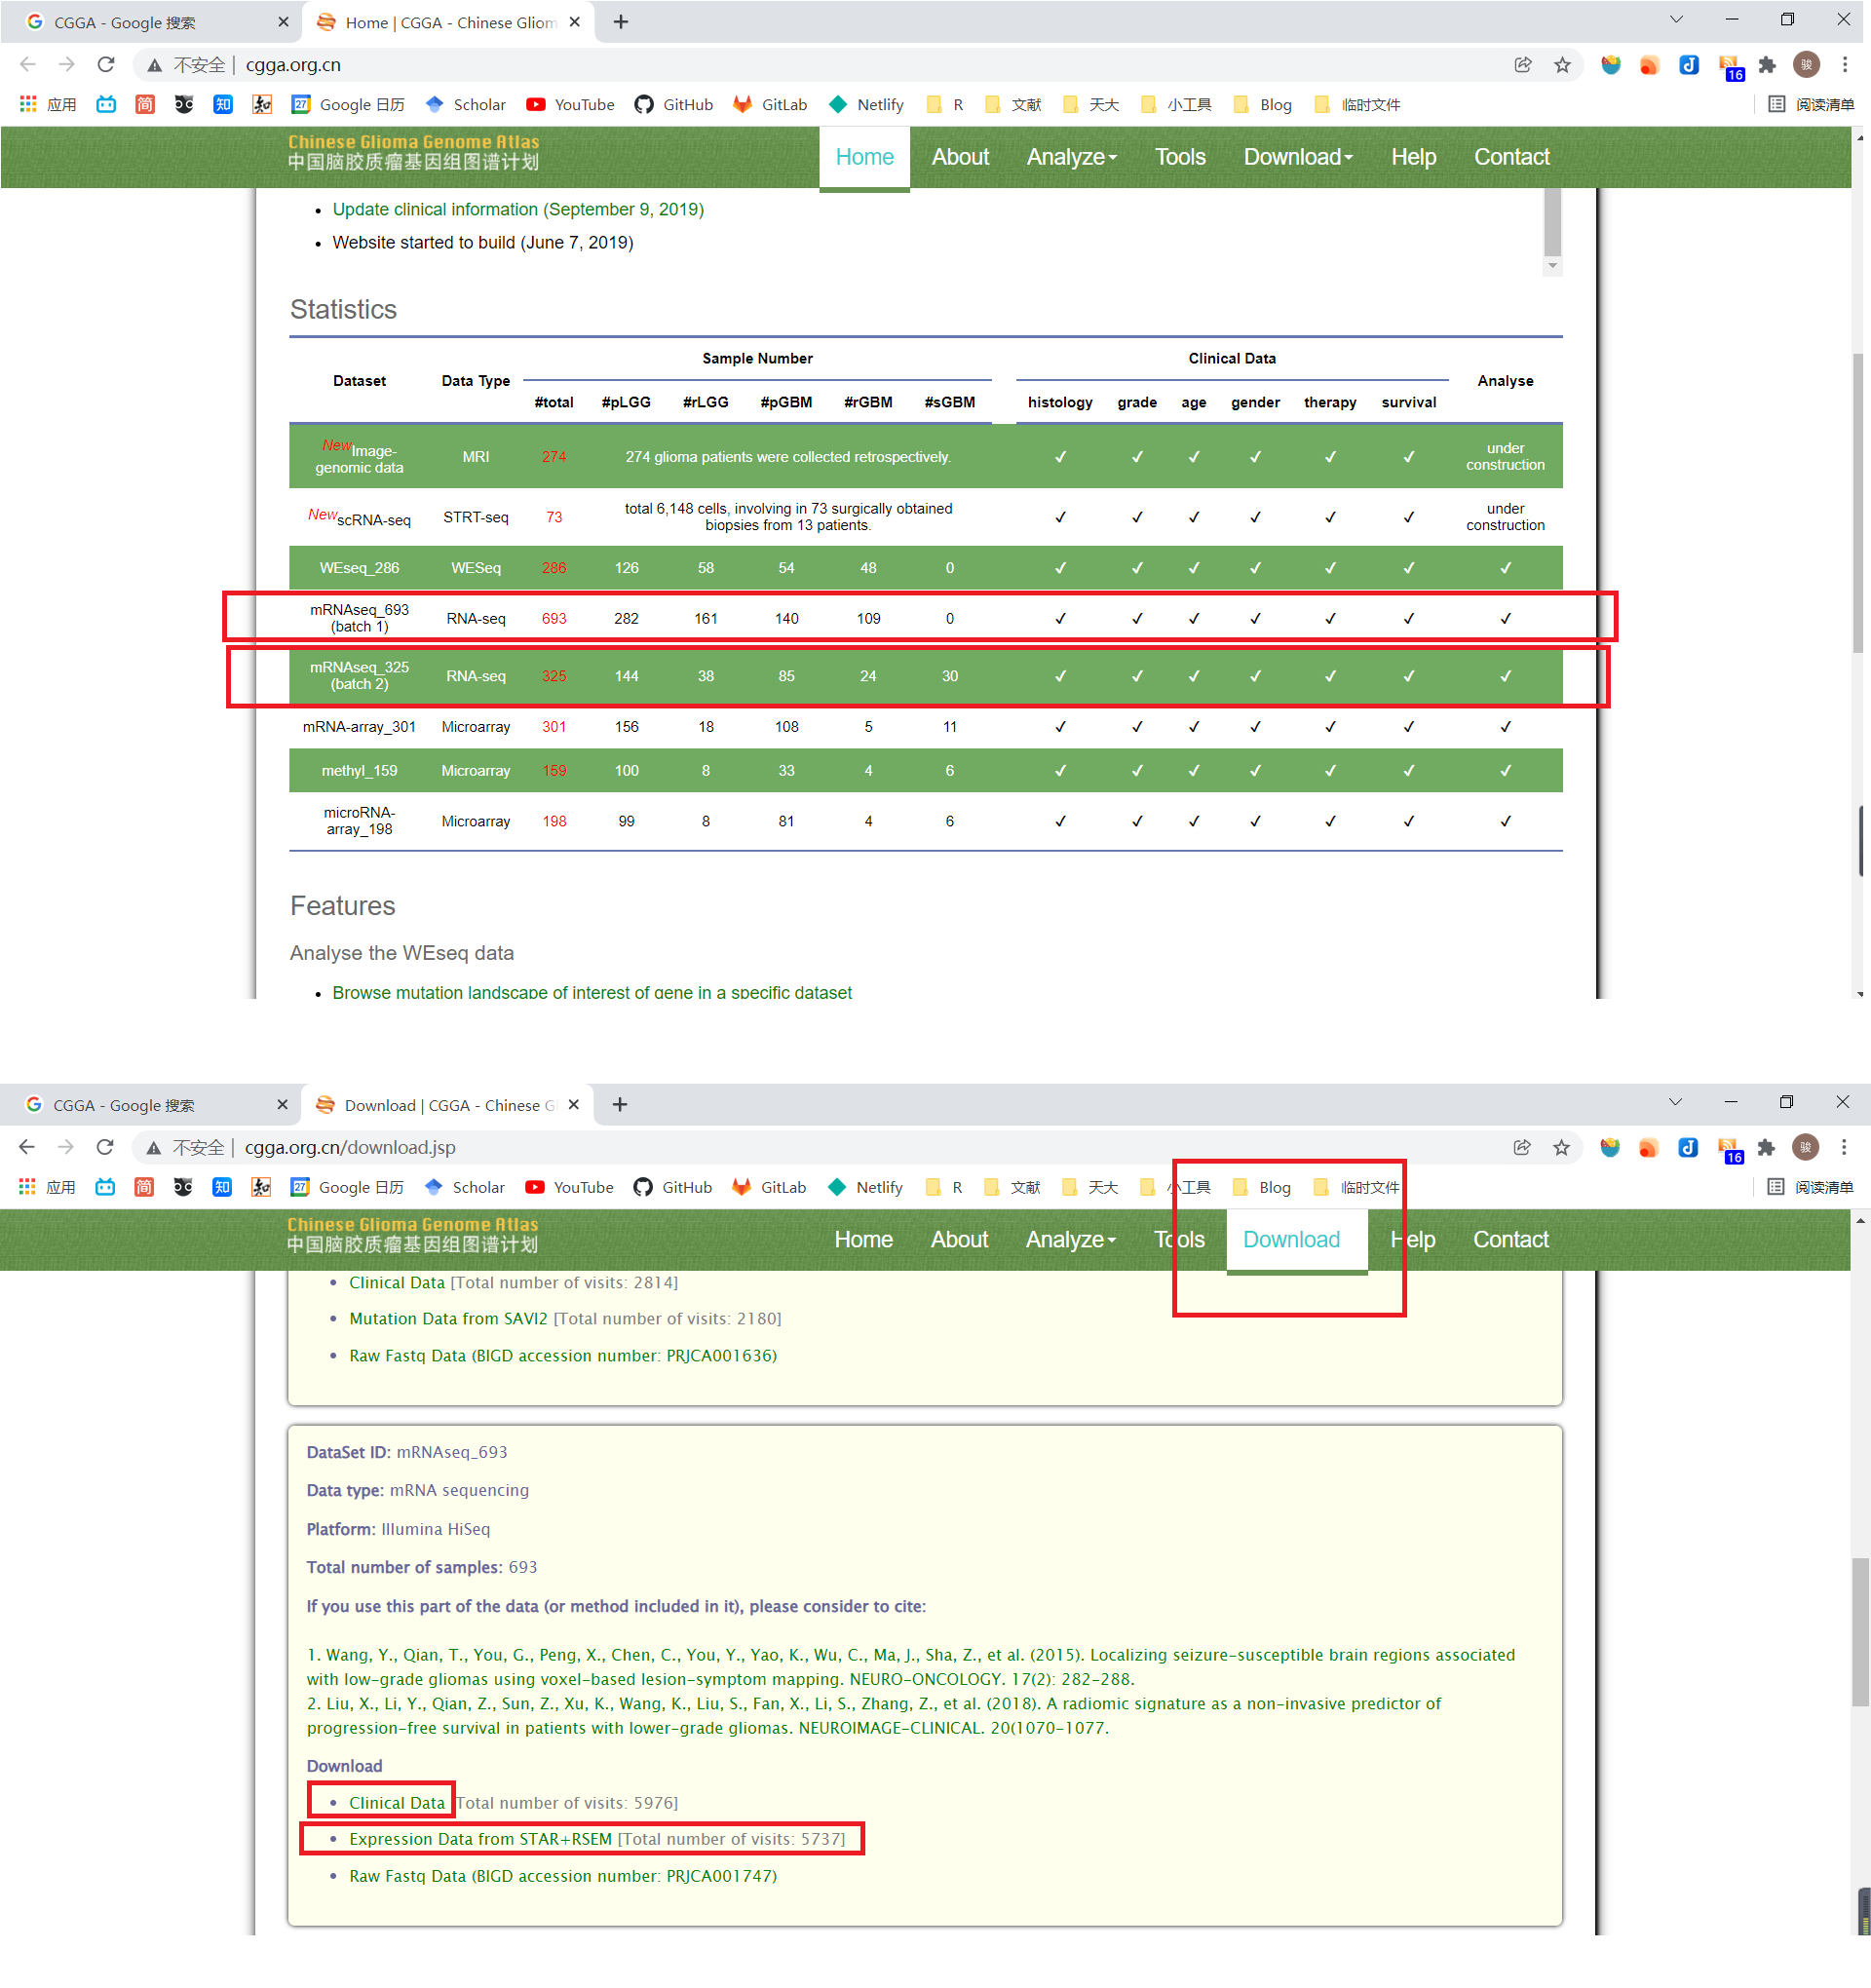 CGGA - Google 搜索
Home | CGGA - Chinese Gliom
不安全 | cgga.org.cn
16
骏
应用
简
知
27 Google 日历
Scholar
YouTube
GitHub
GitLab
Netlify
R
文献
天大
小工具
Blog
临时文件
阅读清单
Chinese Glioma Genome Atlas
中国脑胶质瘤基因组图谱计划
Home About Analyze Tools Download Help Contact
Update clinical information (September 9, 2019)
Website started to build (June 7, 2019)
Statistics
Dataset Data Type Sample Number Clinical Data Analyse
#total #pLGG #rLGG #pGBM #rGBM #sGBM histology grade age gender therapy survival
New Image-genomic data MRI 274 274 glioma patients were collected retrospectively. ✓ ✓ ✓ ✓ ✓ ✓ under construction
New scRNA-seq STRT-seq 73 total 6,148 cells, involving in 73 surgically obtained biopsies from 13 patients. ✓ ✓ ✓ ✓ ✓ ✓ under construction
WEseq_286 WESeq 286 126 58 54 48 0 ✓ ✓ ✓ ✓ ✓ ✓ ✓
mRNAseq_693 (batch 1) RNA-seq 693 282 161 140 109 0 ✓ ✓ ✓ ✓ ✓ ✓ ✓
mRNAseq_325 (batch 2) RNA-seq 325 144 38 85 24 30 ✓ ✓ ✓ ✓ ✓ ✓ ✓
mRNA-array_301 Microarray 301 156 18 108 5 11 ✓ ✓ ✓ ✓ ✓ ✓ ✓
methyl_159 Microarray 159 100 8 33 4 6 ✓ ✓ ✓ ✓ ✓ ✓ ✓
microRNA-array_198 Microarray 198 99 8 81 4 6 ✓ ✓ ✓ ✓ ✓ ✓ ✓
Features
Analyse the WEseq data
Browse mutation landscape of interest of gene in a specific dataset
CGGA - Google 搜索
Download | CGGA - Chinese G
不安全 | cgga.org.cn/download.jsp
16
骏
应用
简
知
27 Google 日历
Scholar
YouTube
GitHub
GitLab
Netlify
R
文献
天大
小工具
Blog
临时文件
阅读清单
Chinese Glioma Genome Atlas
中国脑胶质瘤基因组图谱计划
Home About Analyze Tools Download Help Contact
Clinical Data [Total number of visits: 2814]
Mutation Data from SAVI2 [Total number of visits: 2180]
Raw Fastq Data (BIGD accession number: PRJCA001636)
DataSet ID: mRNAseq_693
Data type: mRNA sequencing
Platform: Illumina HiSeq
Total number of samples: 693
If you use this part of the data (or method included in it), please consider to cite:
1. Wang, Y., Qian, T., You, G., Peng, X., Chen, C., You, Y., Yao, K., Wu, C., Ma, J., Sha, Z., et al. (2015). Localizing seizure-susceptible brain regions associated
with low-grade gliomas using voxel-based lesion-symptom mapping. NEURO-ONCOLOGY. 17(2): 282-288.
2. Liu, X., Li, Y., Qian, Z., Sun, Z., Xu, K., Wang, K., Liu, S., Fan, X., Li, S., Zhang, Z., et al. (2018). A radiomic signature as a non-invasive predictor of
progression-free survival in patients with lower-grade gliomas. NEUROIMAGE-CLINICAL. 20(1070-1077.
Download
Clinical Data Total number of visits: 5976]
Expression Data from STAR+RSEM [Total number of visits: 5737]
Raw Fastq Data (BIGD accession number: PRJCA001747)